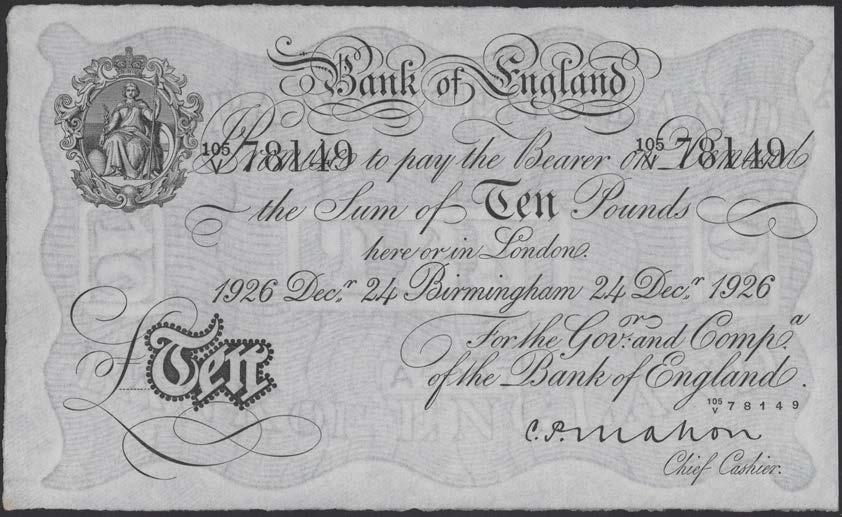 Bank of England
105/V 78149 105/V 78149
Promise to pay the Bearer on Demand
the Sum of Ten Pounds
here or in London.
1926 Decr. 24 Birmingham 24 Decr. 1926
For the Govr. and Compa.
of the Bank of England.
£Ten
105/V 78149
C.P. Mahon
Chief Cashier.